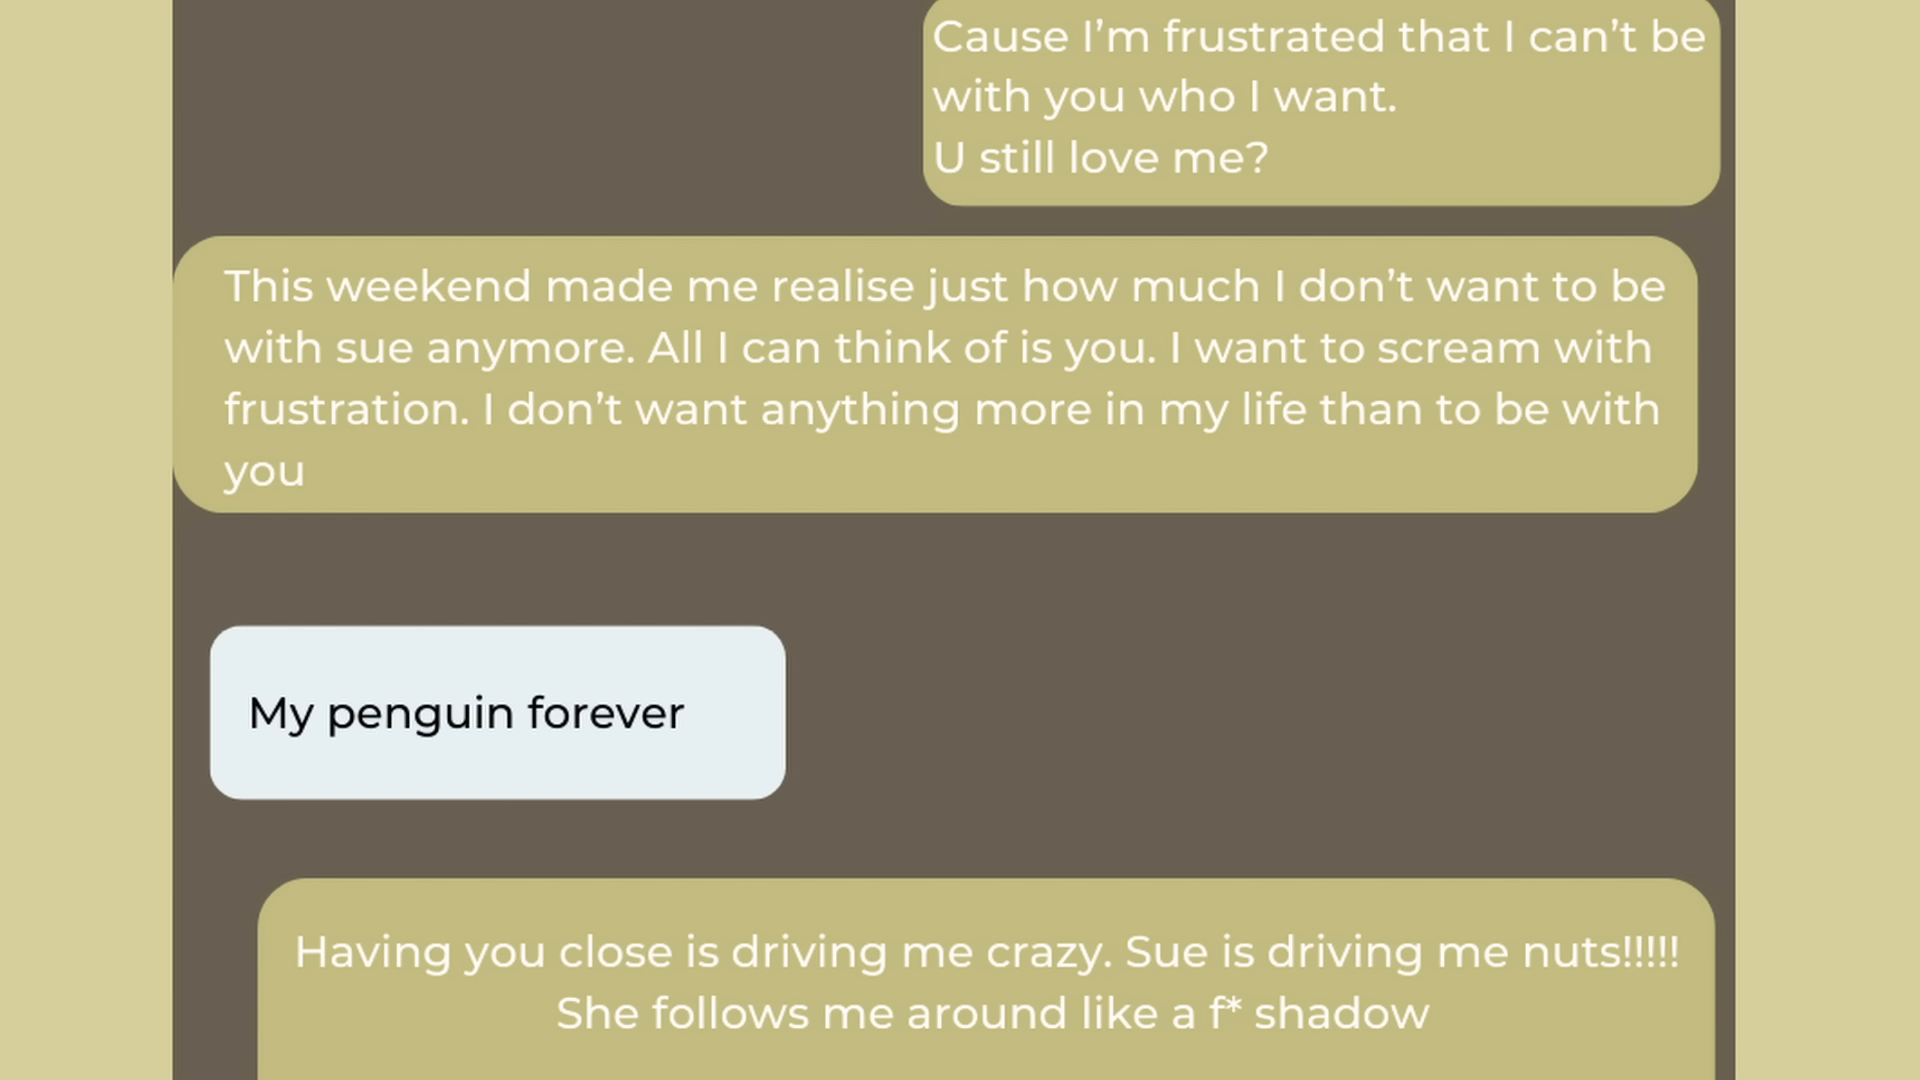 Cause I’m frustrated that I can’t be
with you who I want.
U still love me?
This weekend made me realise just how much I don’t want to be
with sue anymore. All I can think of is you. I want to scream with
frustration. I don’t want anything more in my life than to be with
you
My penguin forever
Having you close is driving me crazy. Sue is driving me nuts!!!!!
She follows me around like a f* shadow